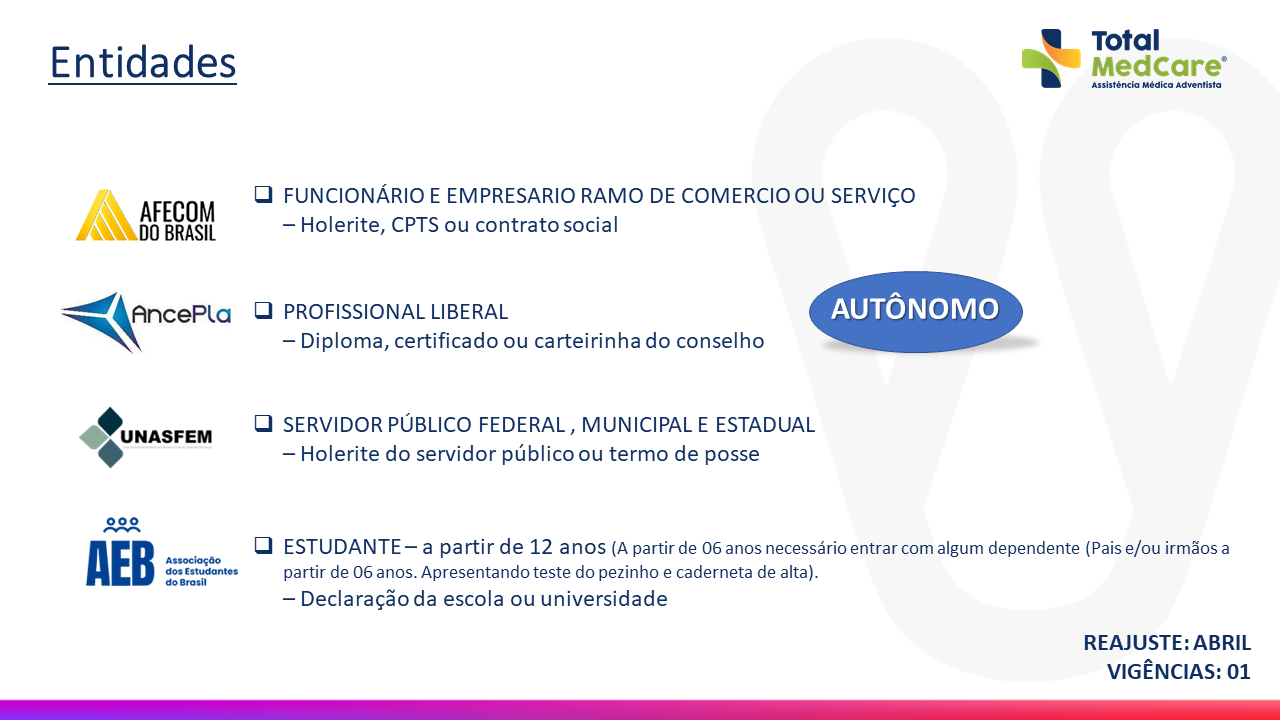 Entidades
Total
MedCare®
Assistência Médica Adventista
AFECOM
DO BRASIL
❑ FUNCIONÁRIO E EMPRESARIO RAMO DE COMERCIO OU SERVIÇO
– Holerite, CPTS ou contrato social
AncePla
❑ PROFISSIONAL LIBERAL
– Diploma, certificado ou carteirinha do conselho
AUTÔNOMO
UNASFEM
❑ SERVIDOR PÚBLICO FEDERAL , MUNICIPAL E ESTADUAL
– Holerite do servidor público ou termo de posse
AEB
Associação
dos Estudantes
do Brasil
❑ ESTUDANTE – a partir de 12 anos (A partir de 06 anos necessário entrar com algum dependente (Pais e/ou irmãos a
partir de 06 anos. Apresentando teste do pezinho e caderneta de alta).
– Declaração da escola ou universidade
REAJUSTE: ABRIL
VIGÊNCIAS: 01